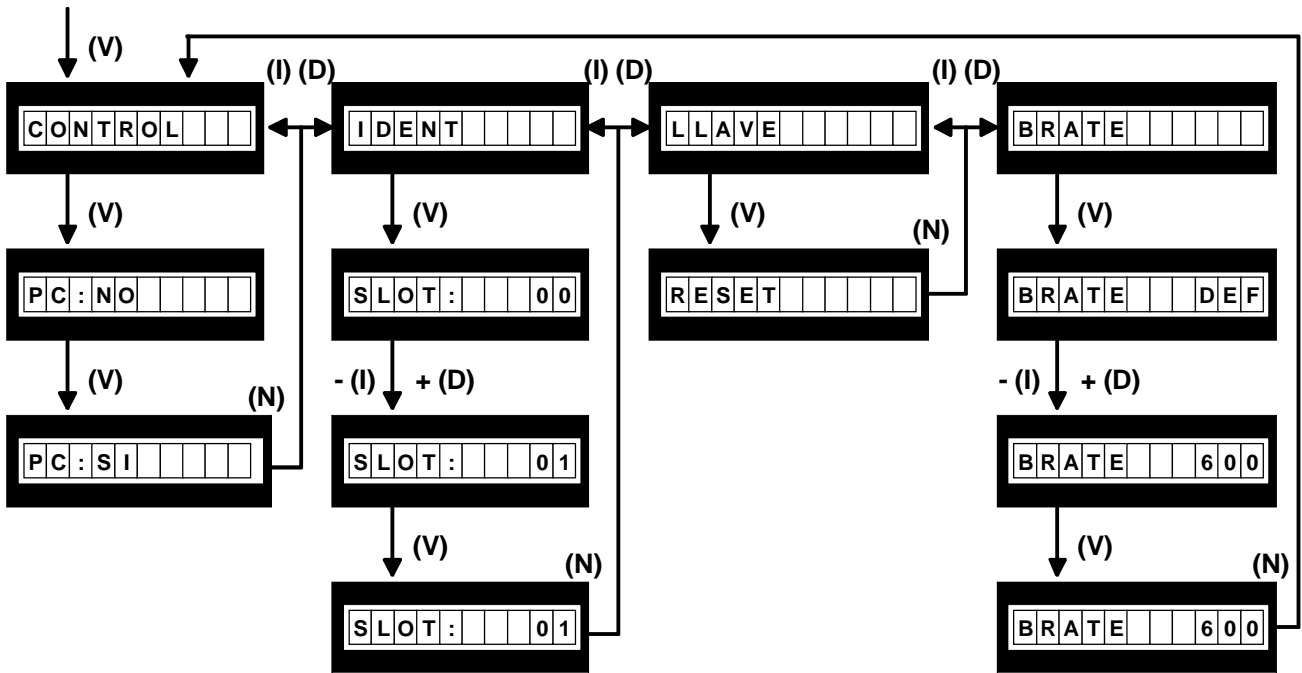 (V)
(I) (D) (I) (D) (I) (D)
CONTROL IDENT LLAVE BRATE
(V) (V) (V) (V)
(N)
PC:NO SLOT: 00 RESET BRATE DEF
(V) - (I) + (D) - (I) + (D)
(N)
PC:SI SLOT: 01 BRATE 600
(V) (V)
(N) (N)
SLOT: 01 BRATE 600